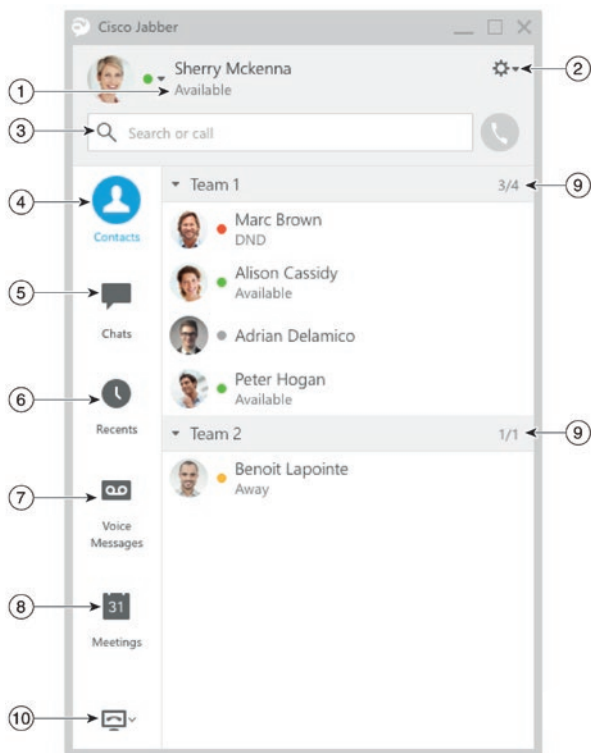 Cisco Jabber
Sherry Mckenna
2
1
Available
3
Search or call
4
Team 1
3/4
9
Contacts
Marc Brown
DND
5
Alison Cassidy
Available
Chats
Adrian Delamico
6
Peter Hogan
Available
Recents
Team 2
1/1
9
7
Benoit Lapointe
Away
Voice
Messages
8
31
Meetings
10